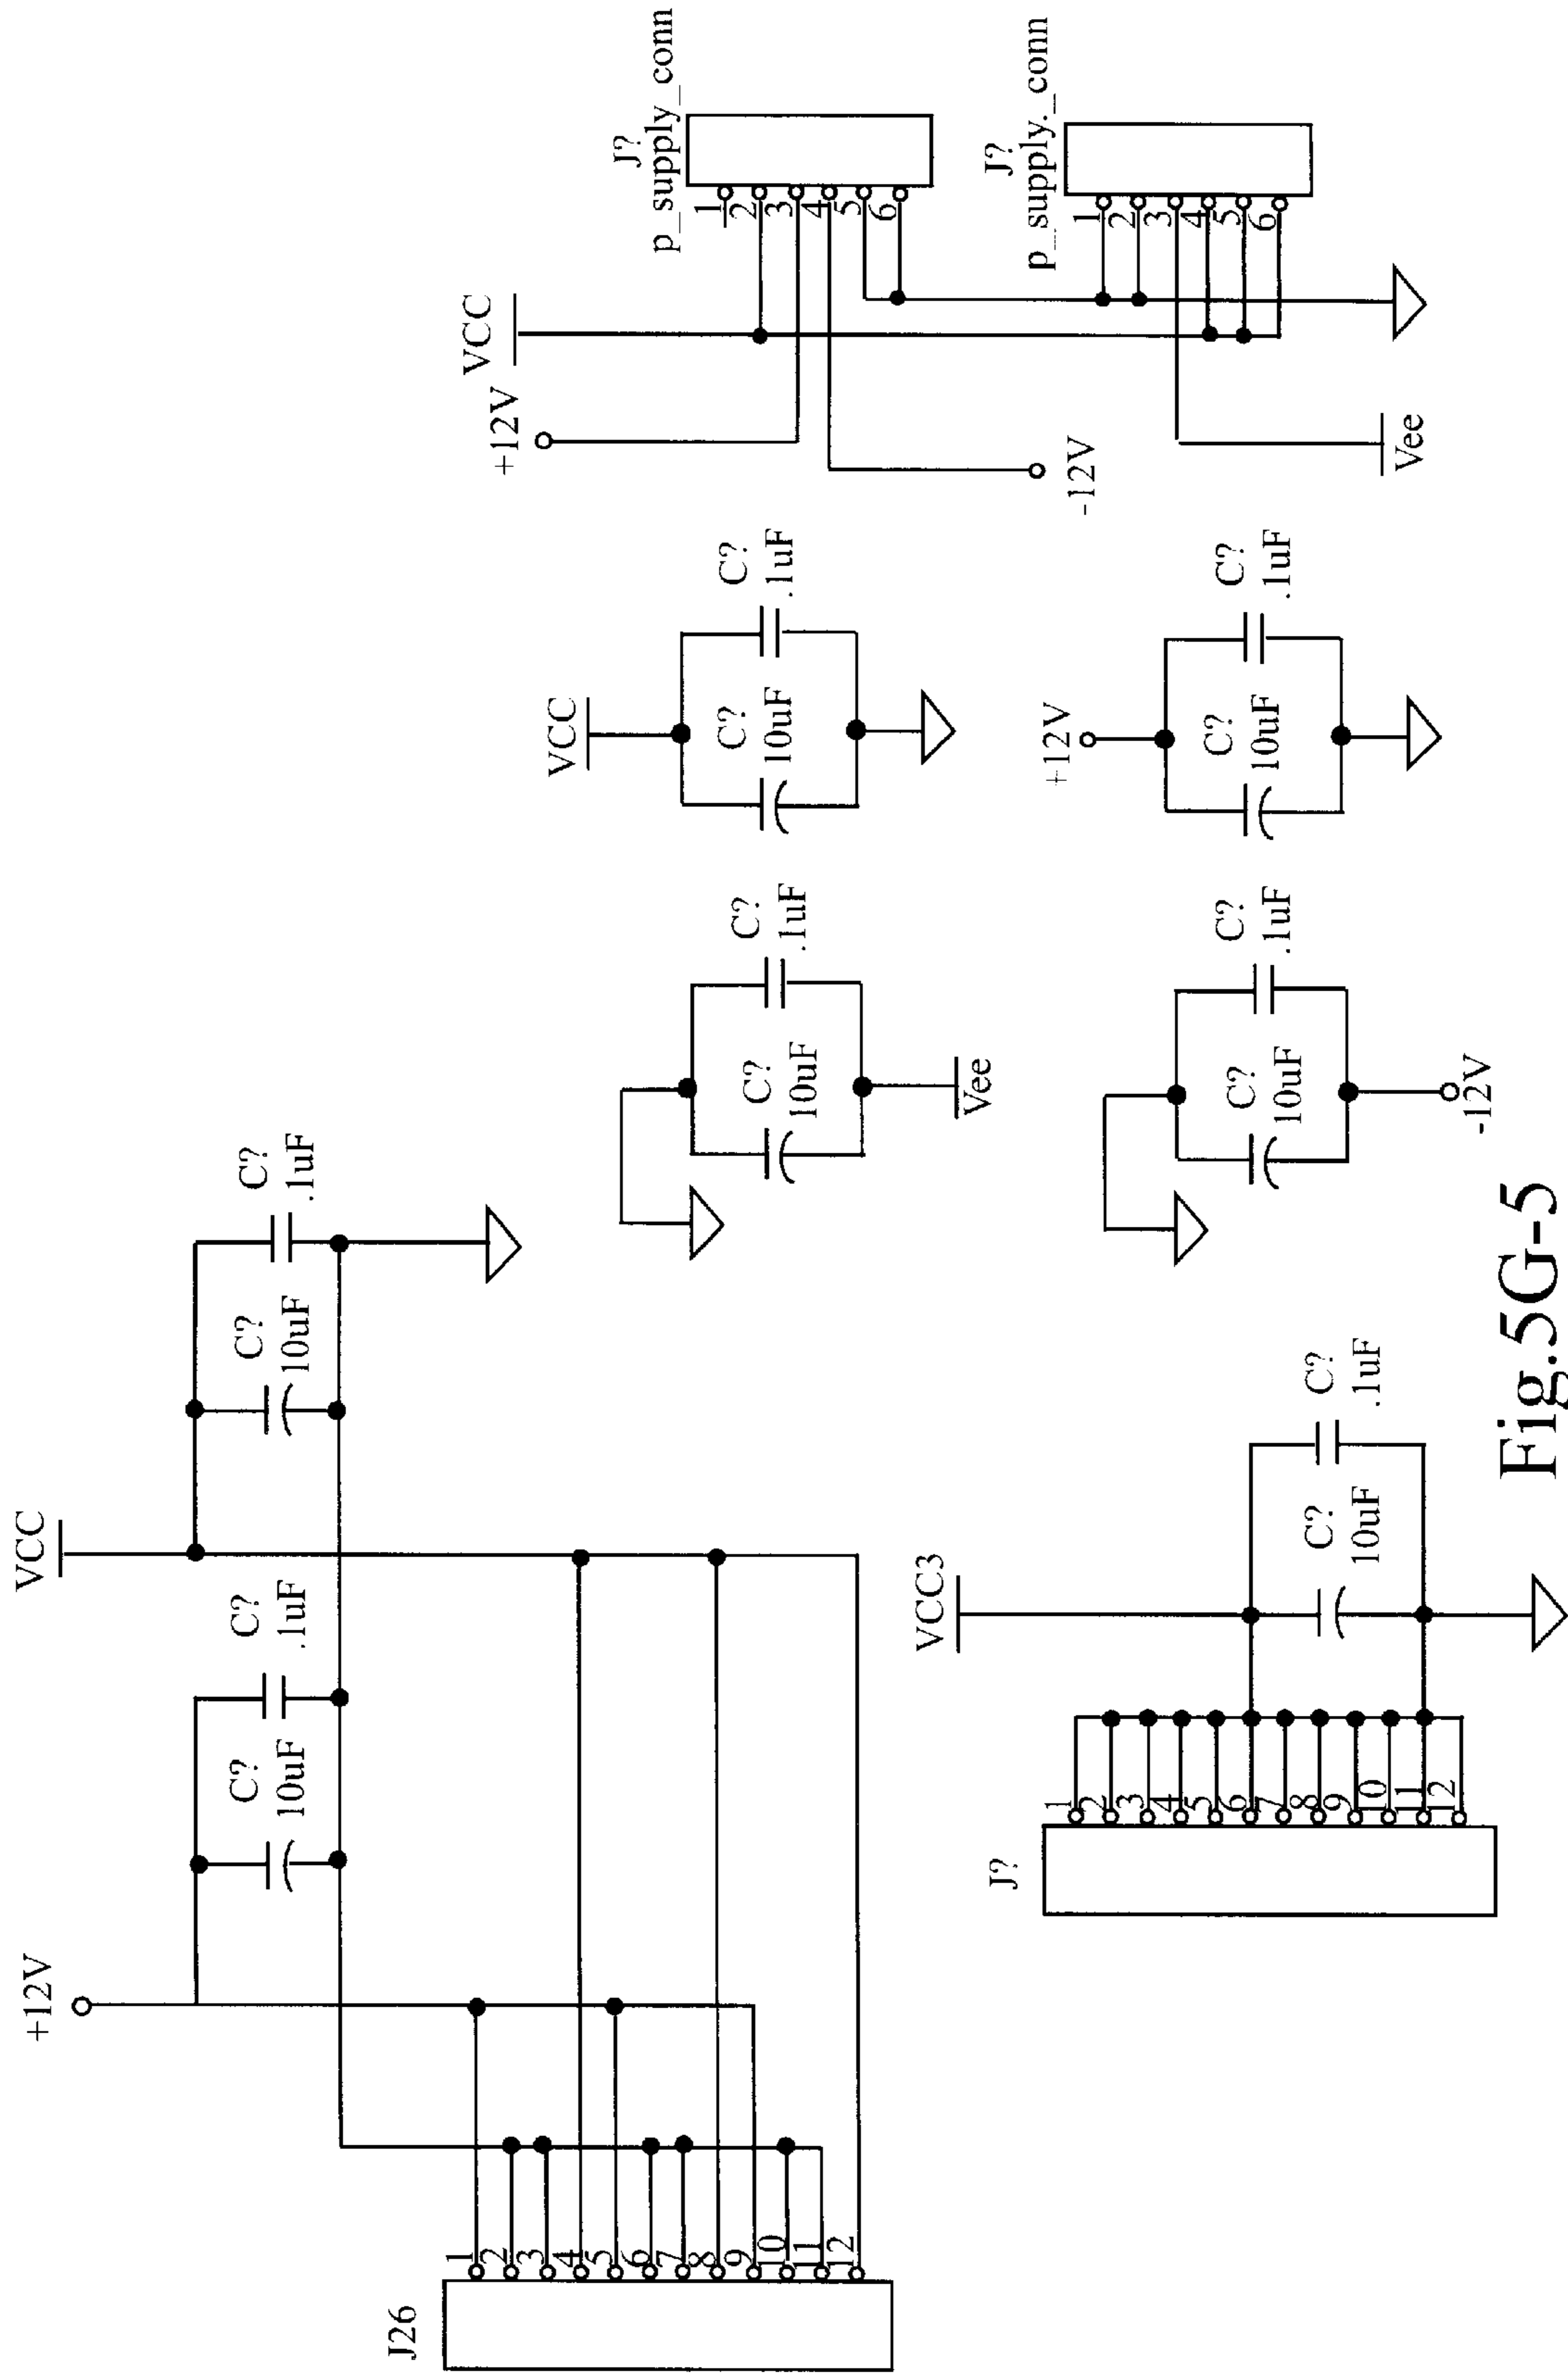 +12V
VCC
C?
10uF
C?
.1uF
C?
10uF
C?
.1uF
J26
1
2
3
4
5
6
7
8
9
10
11
12
VCC
C?
10uF
C?
.1uF
C?
10uF
C?
.1uF
Vee
+12V
C?
10uF
C?
.1uF
C?
10uF
C?
.1uF
-12V
VCC
+12V
J?
p_supply_conn
1
2
3
4
5
6
-12V
J?
p_supply._conn
1
2
3
4
5
6
Vee
VCC3
J?
1
2
3
4
5
6
7
8
9
10
11
12
C?
10uF
C?
.1uF
Fig.5G-5